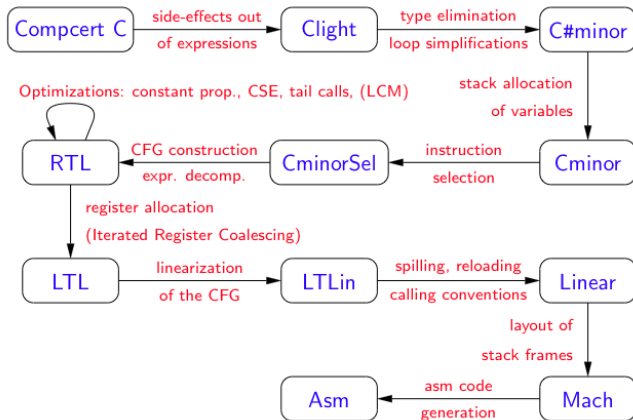 Compcert C
side-effects out
of expressions
Clight
type elimination
loop simplifications
C#minor
Optimizations: constant prop., CSE, tail calls, (LCM)
stack allocation
of variables
RTL
CFG construction
expr. decomp.
CminorSel
instruction
selection
Cminor
register allocation
(Iterated Register Coalescing)
LTL
linearization
of the CFG
LTLin
spilling, reloading
calling conventions
Linear
layout of
stack frames
Asm
asm code
generation
Mach